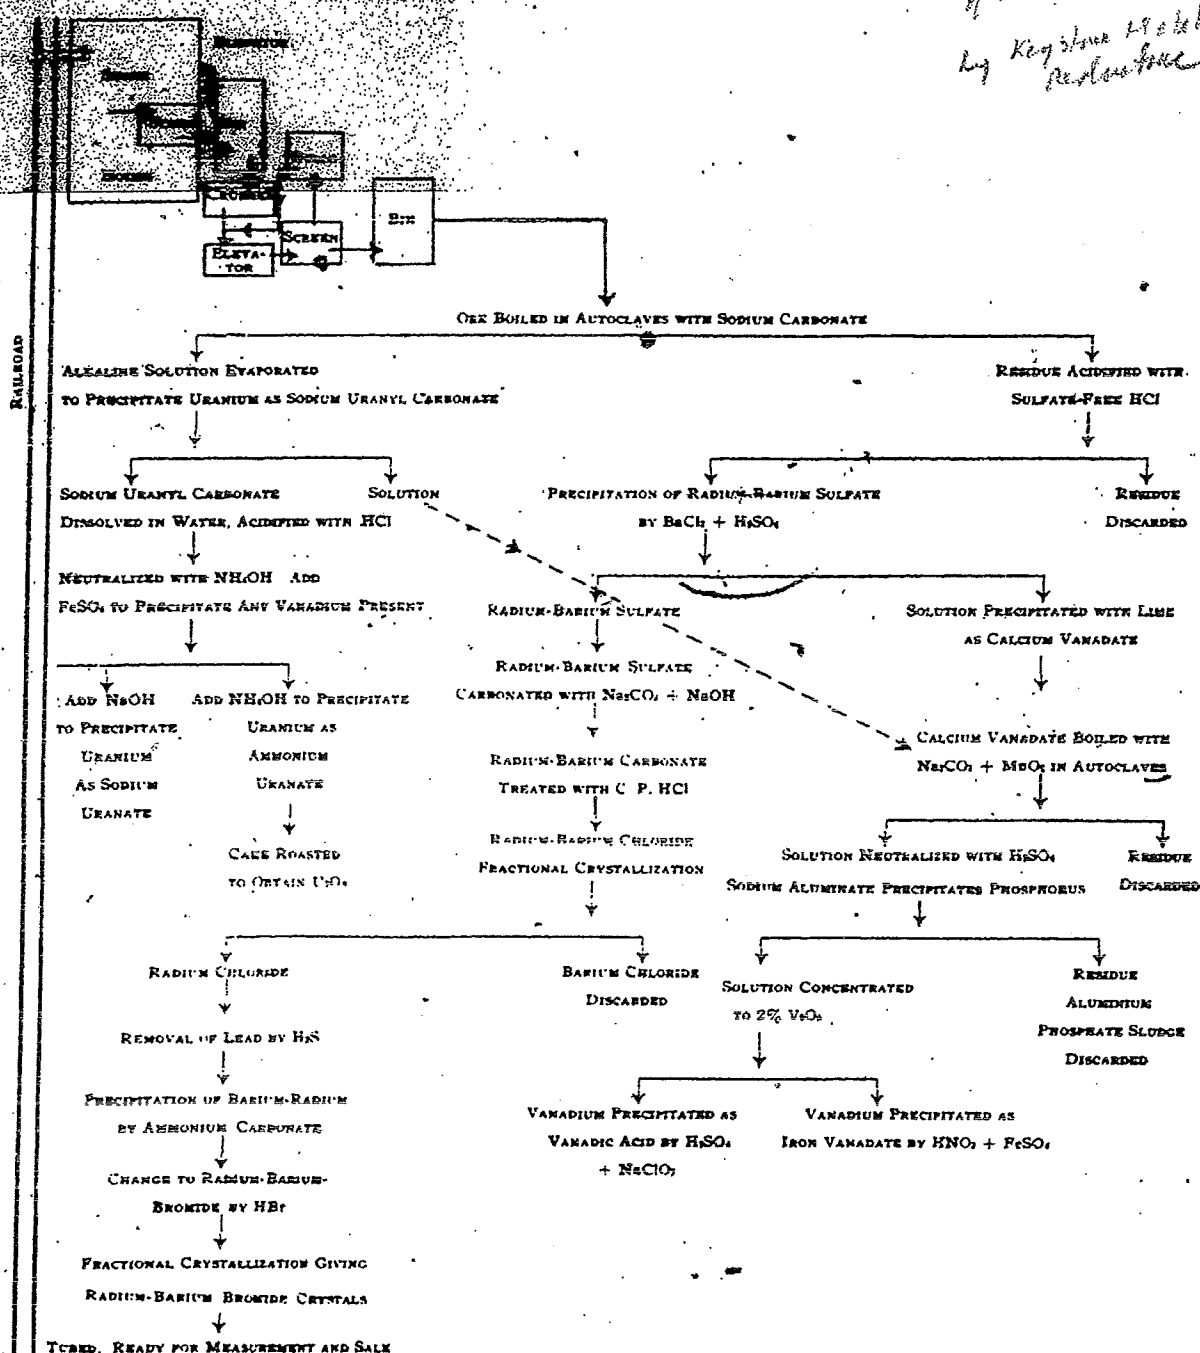 by Keystone
ELEVA-
TOR
SCREEN
BIN
RAILROAD
ORE BOILED IN AUTOCLAVES WITH SODIUM CARBONATE
ALKALINE SOLUTION EVAPORATED
TO PRECIPITATE URANIUM AS SODIUM URANYL CARBONATE
RESIDUE ACIDIFIED WITH
SULFATE-FREE HCl
SODIUM URANYL CARBONATE
DISSOLVED IN WATER, ACIDIFIED WITH HCl
SOLUTION
PRECIPITATION OF RADIUM-BARIUM SULFATE
BY BaCl₂ + H₂SO₄
RESIDUE
DISCARDED
NEUTRALIZED WITH NH₄OH ADD
FeSO₄ TO PRECIPITATE ANY VANADIUM PRESENT
RADIUM-BARIUM SULFATE
SOLUTION PRECIPITATED WITH LIME
AS CALCIUM VANADATE
ADD NaOH
TO PRECIPITATE
URANIUM
AS SODIUM
URANATE
ADD NH₄OH TO PRECIPITATE
URANIUM AS
AMMONIUM
URANATE
CAKE ROASTED
TO OBTAIN U₃O₈
RADIUM-BARIUM SULFATE
CARBONATED WITH Na₂CO₃ + NaOH
RADIUM-BARIUM CARBONATE
TREATED WITH C. P. HCl
RADIUM-BARIUM CHLORIDE
FRACTIONAL CRYSTALLIZATION
CALCIUM VANADATE BOILED WITH
Na₂CO₃ + MnO₂ IN AUTOCLAVES
SOLUTION NEUTRALIZED WITH H₂SO₄
SODIUM ALUMINATE PRECIPITATES PHOSPHORUS
RESIDUE
DISCARDED
RADIUM CHLORIDE
BARIUM CHLORIDE
DISCARDED
SOLUTION CONCENTRATED
TO 2% V₂O₅
RESIDUE
ALUMINIUM
PHOSPHATE SLUDGE
DISCARDED
REMOVAL OF LEAD BY H₂S
PRECIPITATION OF BARIUM-RADIUM
BY AMMONIUM CARBONATE
CHANGE TO RADIUM-BARIUM-
BROMIDE BY HBr
FRACTIONAL CRYSTALLIZATION GIVING
RADIUM-BARIUM BROMIDE CRYSTALS
TUBED, READY FOR MEASUREMENT AND SALE
VANADIUM PRECIPITATED AS
VANADIC ACID BY H₂SO₄
+ NaClO₃
VANADIUM PRECIPITATED AS
IRON VANADATE BY HNO₃ + FeSO₄